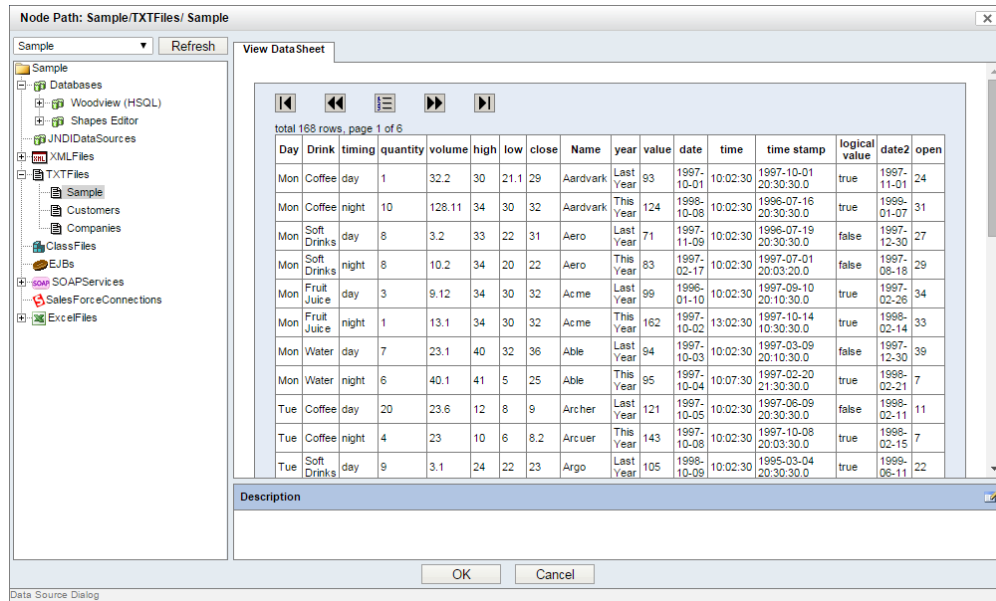 Node Path: Sample/TXTFiles/ Sample
Sample
Refresh
View DataSheet
Sample
Databases
Woodview (HSQL)
Shapes Editor
JNDIDataSources
XMLFiles
TXTFiles
Sample
Customers
Companies
ClassFiles
EJBs
SOAP SOAPServices
SalesForceConnections
ExcelFiles
total 168 rows, page 1 of 6
Day Drink timing quantity volume high low close Name year value date time time stamp logical value date2 open
Mon Coffee day 1 32.2 30 21.1 29 Aardvark Last Year 93 1997-10-01 10:02:30 1997-10-01 20:30:30.0 true 1997-11-01 24
Mon Coffee night 10 128.11 34 30 32 Aardvark This Year 124 1998-10-08 10:02:30 1996-07-16 20:30:30.0 true 1999-01-07 31
Mon Soft Drinks day 8 3.2 33 22 31 Aero Last Year 71 1997-11-09 10:02:30 1996-07-19 20:30:30.0 false 1997-12-30 27
Mon Soft Drinks night 8 10.2 34 20 22 Aero This Year 83 1997-02-17 10:02:30 1997-07-01 20:03:20.0 false 1997-08-18 29
Mon Fruit Juice day 3 9.12 34 30 32 Acme Last Year 99 1996-01-10 10:02:30 1997-09-10 20:10:30.0 true 1997-02-26 34
Mon Fruit Juice night 1 13.1 34 30 32 Acme This Year 162 1997-10-02 13:02:30 1997-10-14 10:30:30.0 true 1998-02-14 33
Mon Water day 7 23.1 40 32 36 Able Last Year 94 1997-10-03 10:02:30 1997-03-09 20:10:30.0 false 1997-12-30 39
Mon Water night 6 40.1 41 5 25 Able This Year 95 1997-10-04 10:07:30 1997-02-20 21:30:30.0 true 1998-02-21 7
Tue Coffee day 20 23.6 12 8 9 Archer Last Year 121 1997-10-05 10:02:30 1997-06-09 20:30:30.0 false 1998-02-11 11
Tue Coffee night 4 23 10 6 8.2 Arcuer This Year 143 1997-10-08 10:02:30 1997-10-08 20:03:30.0 true 1998-02-15 7
Tue Soft Drinks day 9 3.1 24 22 23 Argo Last Year 105 1998-10-09 10:02:30 1995-03-04 20:30:30.0 true 1999-06-11 22
Description
OK
Cancel
Data Source Dialog